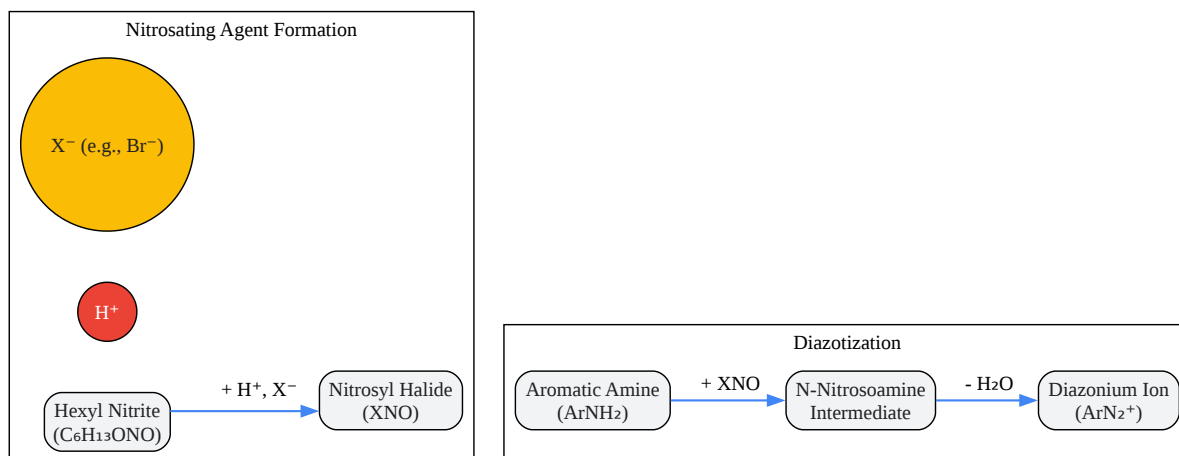 Nitrosating Agent Formation
X⁻ (e.g., Br⁻)
H⁺
Hexyl Nitrite
(C₆H₁₃ONO)
+ H⁺, X⁻
Nitrosyl Halide
(XNO)
Diazotization
Aromatic Amine
(ArNH₂)
+ XNO
N-Nitrosoamine
Intermediate
- H₂O
Diazonium Ion
(ArN₂⁺)